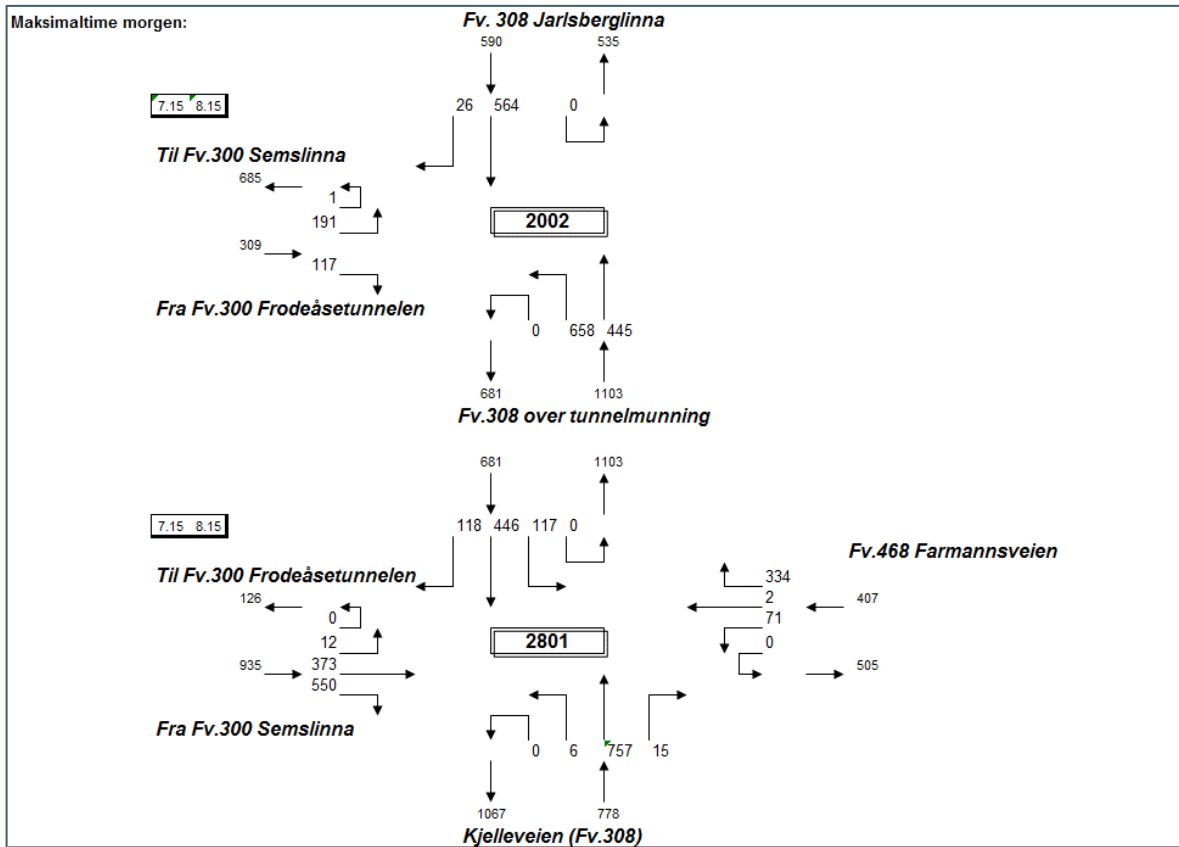 Maksimaltime morgen:
Fv. 308 Jarlsberglinna
590 535
7.15 8.15
26 564 0
Til Fv.300 Semslinna
685
1
191
2002
309
117
Fra Fv.300 Frodeåsetunnelen
0 658 445
681 1103
Fv.308 over tunnelmunning
681 1103
7.15 8.15
118 446 117 0
Fv.468 Farmannsveien
Til Fv.300 Frodeåsetunnelen
334
126
2
407
0
71
12
2801
0
935
373
505
550
Fra Fv.300 Semslinna
0 6 757 15
1067 778
Kjelleveien (Fv.308)